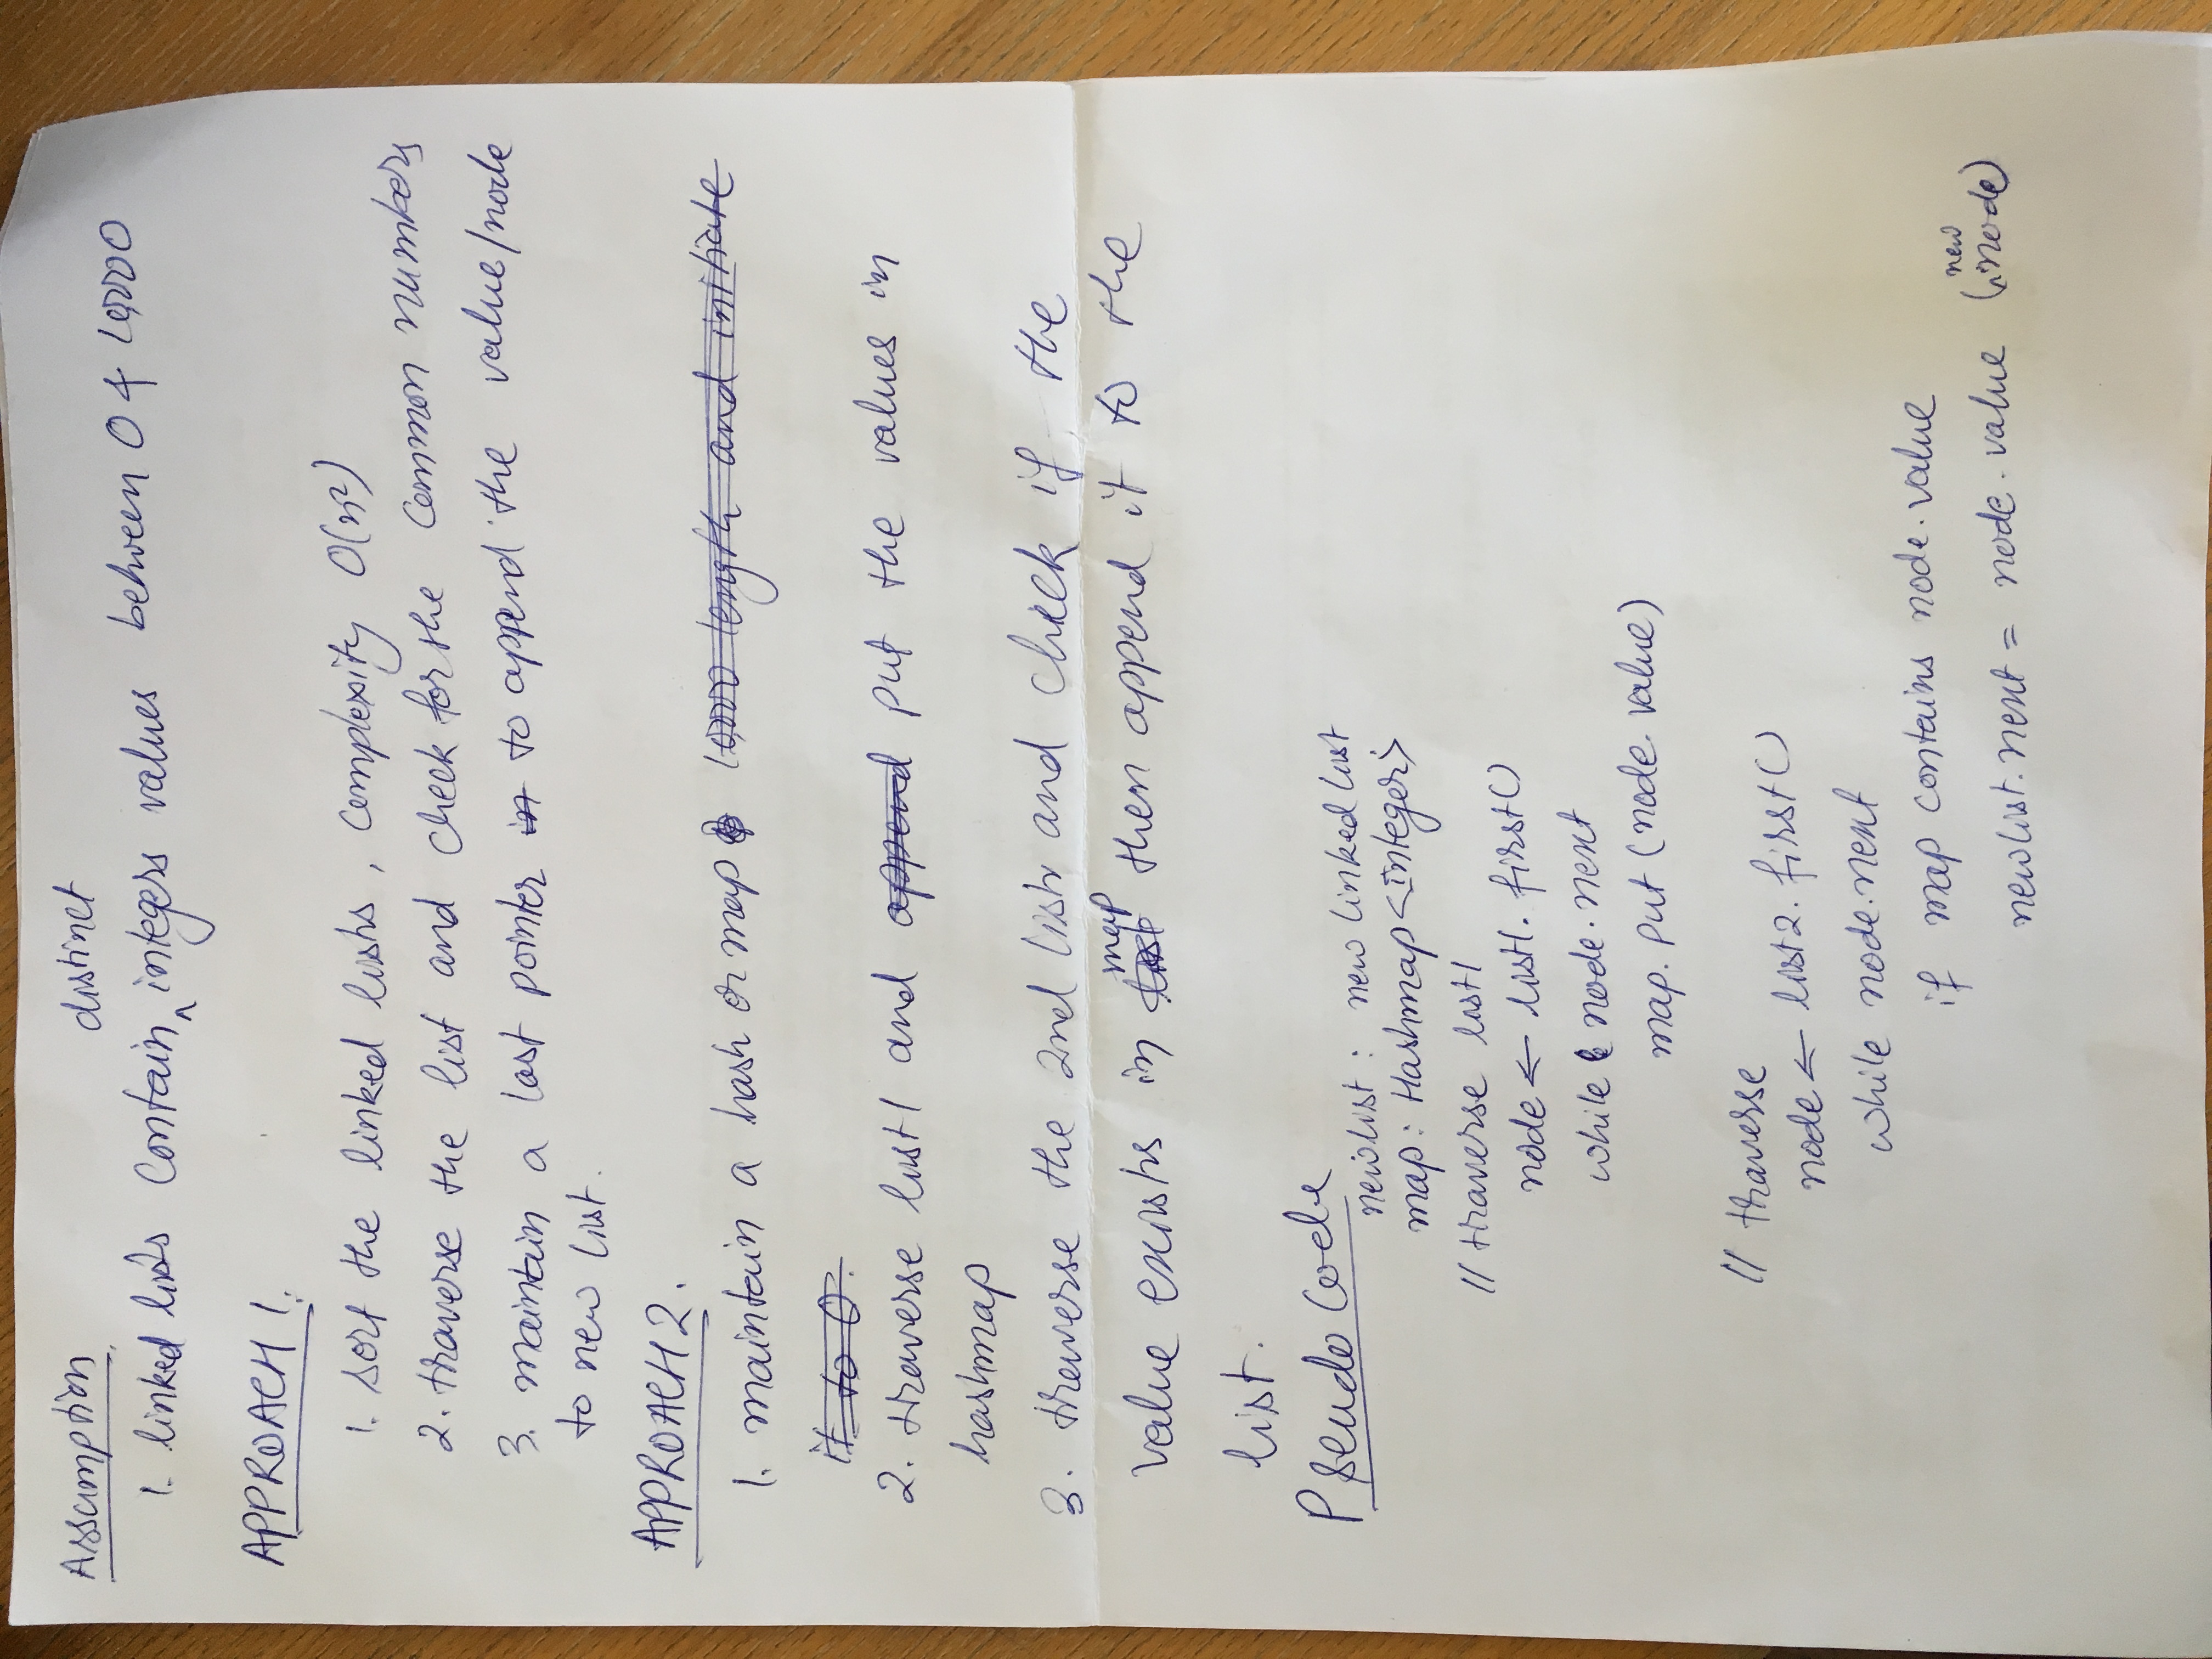 Assumption
1. linked lists contain distinct integers values between 0 & 10,000
APPROACH 1.
1. sort the linked lists, complexity O(n²)
2. traverse the list and check for the common numbers
3. maintain a last pointer in to append the value/node
to new list.
APPROACH 2.
1. maintain a hash or map 10,000 length and initiate
it to 0.
2. traverse list1 and append put the values in
hashmap
3. traverse the 2nd list and check if the
value exists in list map then append it to the
list.
Pseudo Code
newlist : new linked list
map : Hashmap<integer>
// traverse list1
node ← list1. first()
while node.next
map. put (node. value)
// traverse
node ← list2. first()
while node.next
if map contains node.value
newlist.next = node.value (new node)